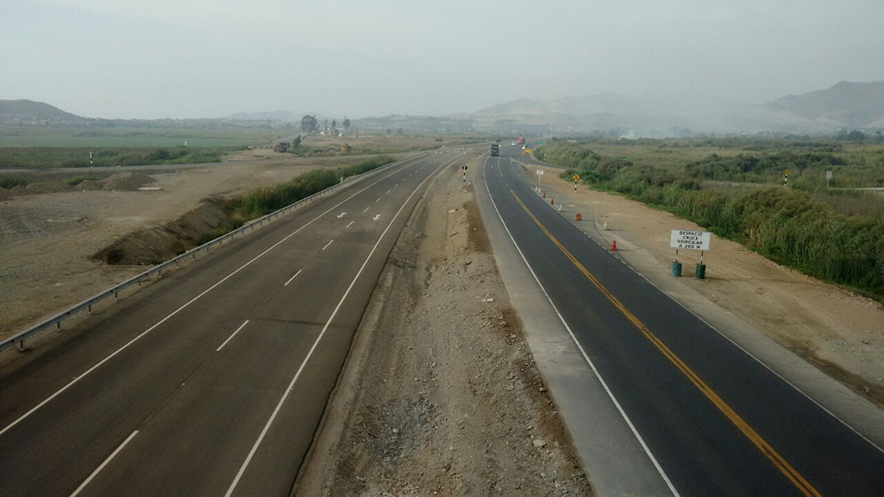 DESPACIO
CRUCE
VEHICULAR
A 200 M